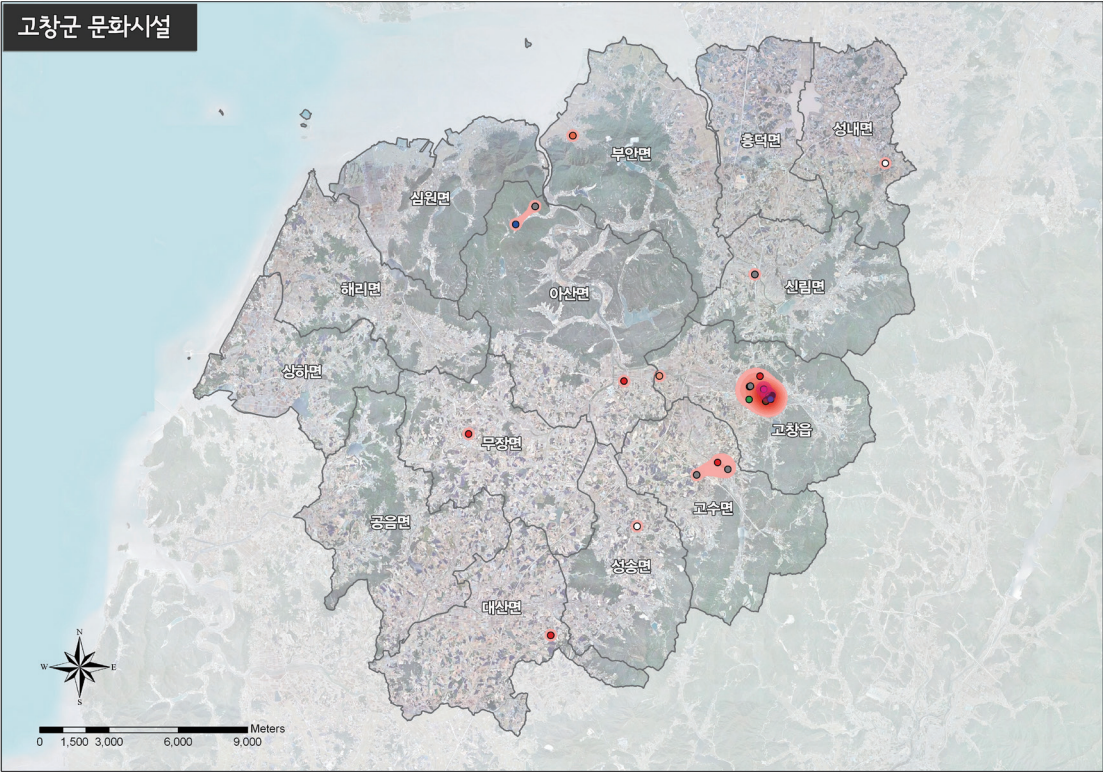 고창군 문화시설
성내면
흥덕면
부안면
심원면
신림면
해리면
아산면
상하면
고창읍
무장면
고수면
공음면
성송면
대산면
N
W E
S
Meters
0 1,500 3,000 6,000 9,000